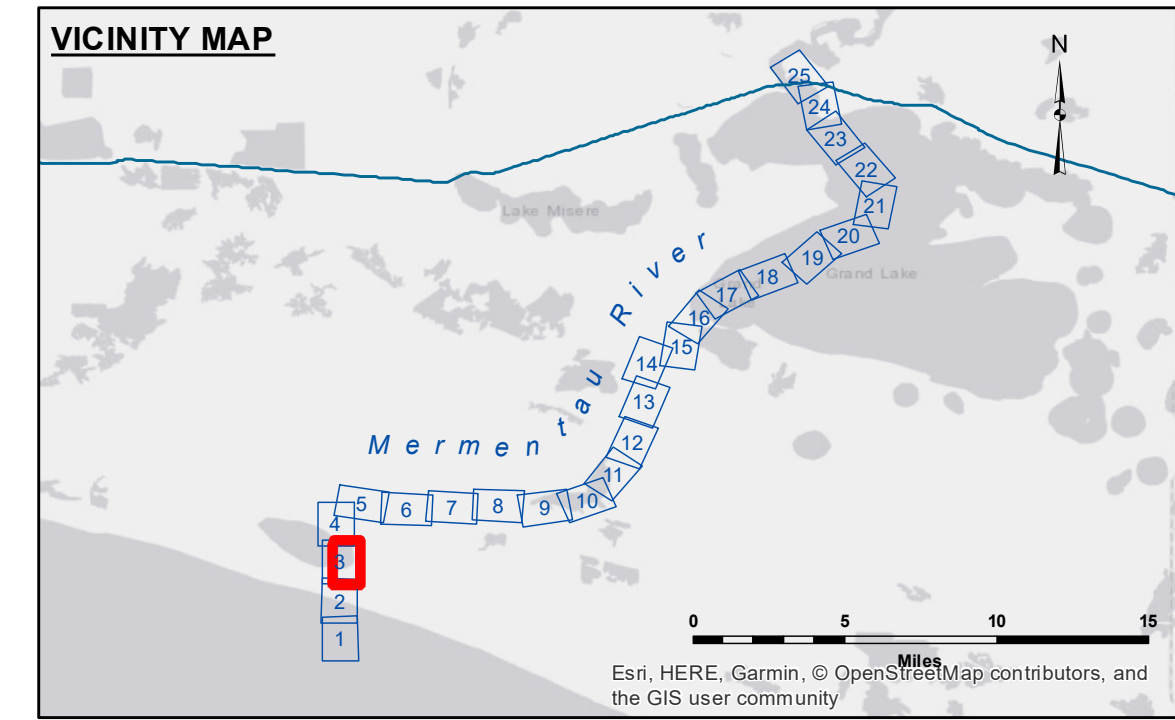 VICINITY MAP
N
25
24
23
22
21
20
19
18
17
16
15
14
13
12
11
10
9
8
7
6
5
4
3
2
1
Lake Misere
Grand Lake
Grand
Mermentau River
0 5 10 15
Miles
Esri, HERE, Garmin, © OpenStreetMap contributors, and
the GIS user community